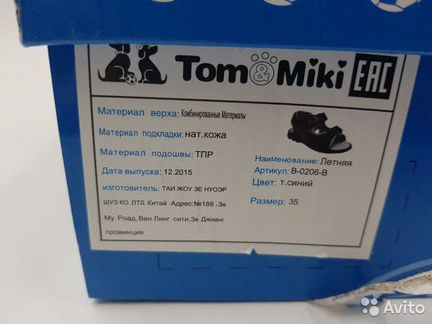 Tom&Miki EAC
Материал верха: Комбинированные Материалы
Материал подкладки: нат.кожа
Материал подошвы: ТПР
Дата выпуска: 12.2015
изготовитель: ТАИ ЖОУ ЗЕ НУОЭР
ШУЗ КО.ЛТД Китай Адрес:№188,Зе
Му Роад,Вен Линг сити,Зе Джианг
провинция
Наименование: Летняя
Артикул: B-0206-B
Цвет: т.синий
Размер: 35
Avito